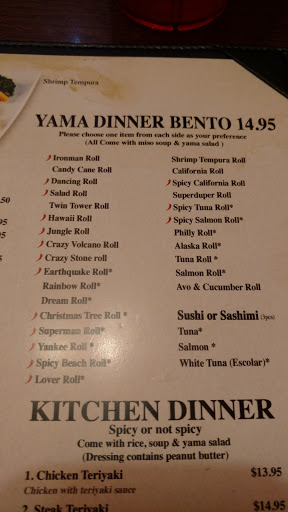 Shrimp Tempura
YAMA DINNER BENTO 14.95
Please choose one item from each side as your preference
(All Come with miso soup & yama salad )
Ironman Roll
Candy Cane Roll
Dancing Roll
Salad Roll
Twin Tower Roll
Hawaii Roll
Jungle Roll
Crazy Volcano Roll
Crazy Stone roll
Earthquake Roll*
Rainbow Roll*
Dream Roll*
Christmas Tree Roll *
Superman Roll*
Yankee Roll *
Spicy Beach Roll*
Lover Roll*
Shrimp Tempura Roll
California Roll
Spicy California Roll
Superduper Roll
Spicy Tuna Roll*
Spicy Salmon Roll*
Philly Roll*
Alaska Roll*
Tuna Roll *
Salmon Roll*
Avo & Cucumber Roll
Sushi or Sashimi (3pcs)
Tuna*
Salmon *
White Tuna (Escolar)*
KITCHEN DINNER
Spicy or not spicy
Come with rice, soup & yama salad
(Dressing contains peanut butter)
1. Chicken Teriyaki $13.95
Chicken with teriyaki sauce
2. Steak Teriyaki $14.95